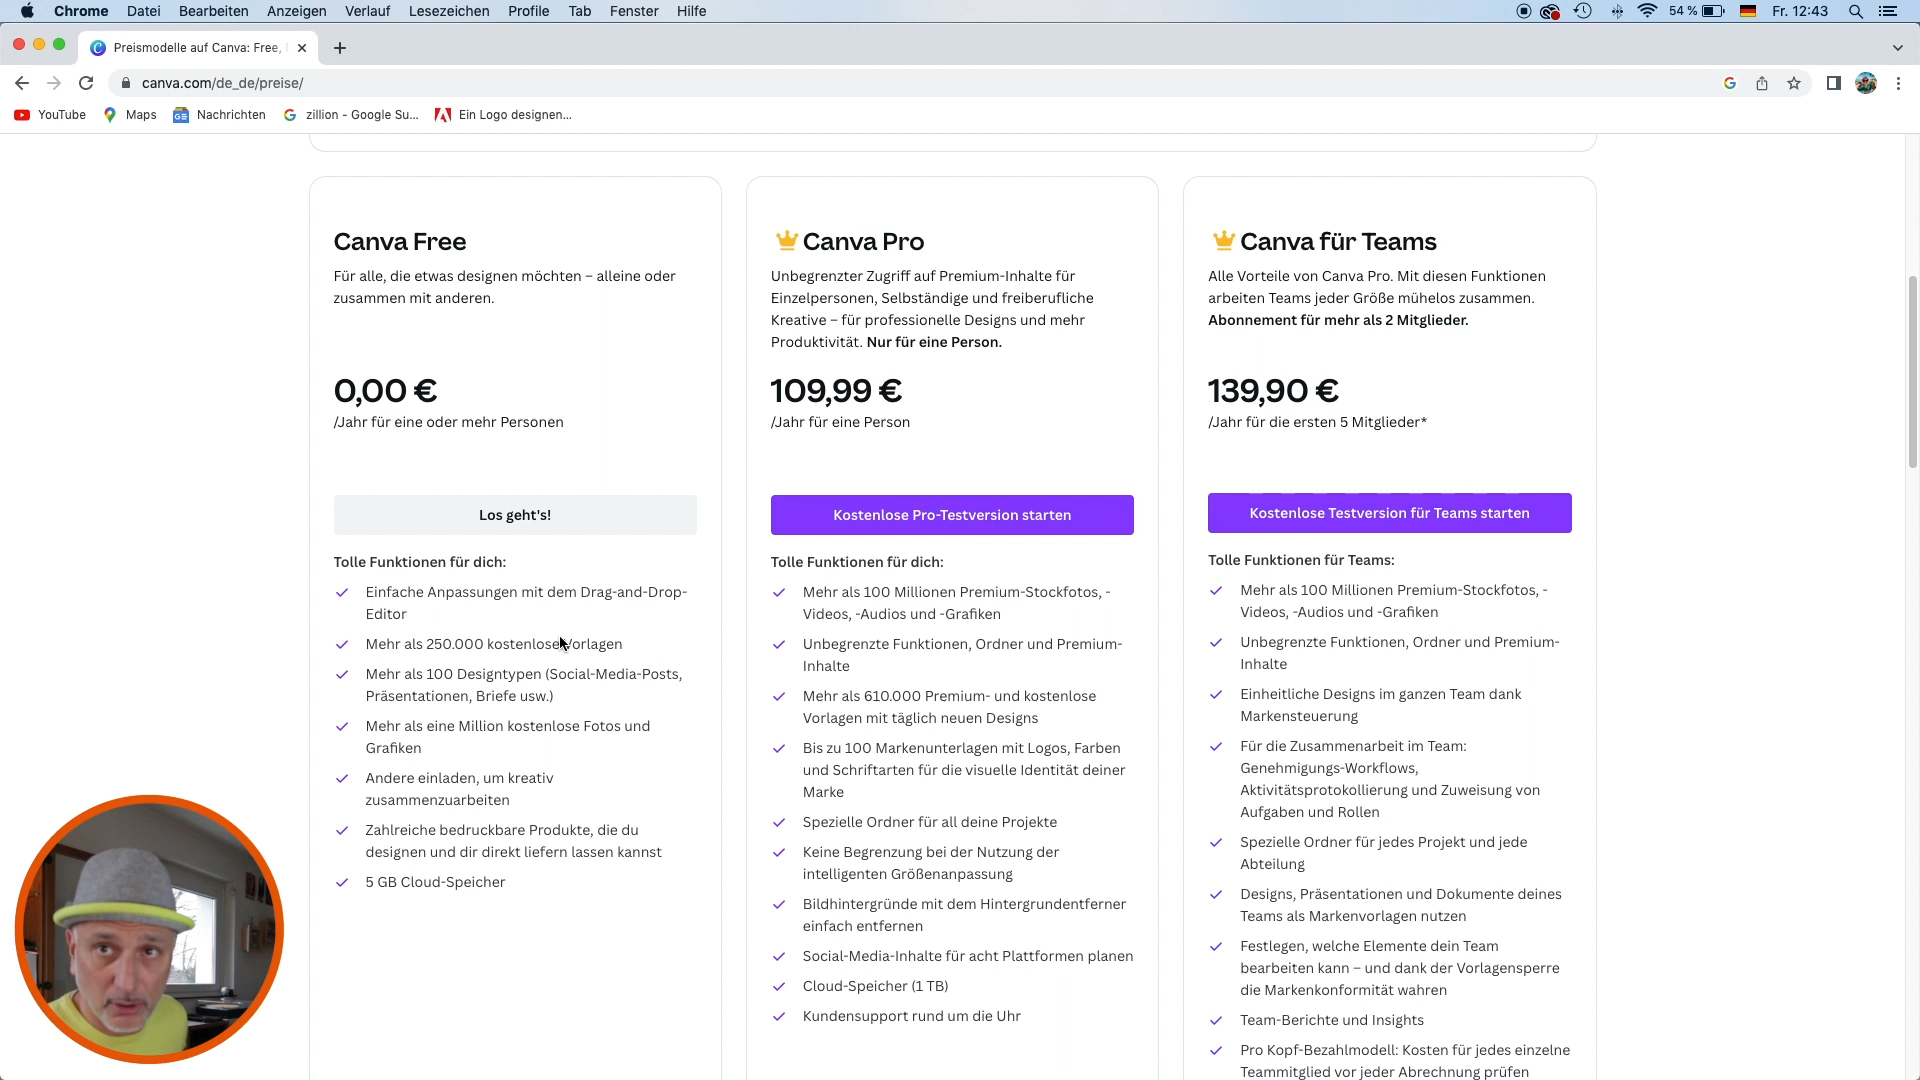 Chrome Datei Bearbeiten Anzeigen Verlauf Lesezeichen Profile Tab Fenster Hilfe 54 % Fr. 12:43
Preismodelle auf Canva: Free,
canva.com/de_de/preise/
YouTube Maps Nachrichten zillion - Google Su... Ein Logo designen...
Canva Free
Für alle, die etwas designen möchten – alleine oder
zusammen mit anderen.
0,00 €
/Jahr für eine oder mehr Personen
Los geht's!
Tolle Funktionen für dich:
Einfache Anpassungen mit dem Drag-and-Drop-
Editor
Mehr als 250.000 kostenlose Vorlagen
Mehr als 100 Designtypen (Social-Media-Posts,
Präsentationen, Briefe usw.)
Mehr als eine Million kostenlose Fotos und
Grafiken
Andere einladen, um kreativ
zusammenzuarbeiten
Zahlreiche bedruckbare Produkte, die du
designen und dir direkt liefern lassen kannst
5 GB Cloud-Speicher
Canva Pro
Unbegrenzter Zugriff auf Premium-Inhalte für
Einzelpersonen, Selbständige und freiberufliche
Kreative – für professionelle Designs und mehr
Produktivität. Nur für eine Person.
109,99 €
/Jahr für eine Person
Kostenlose Pro-Testversion starten
Tolle Funktionen für dich:
Mehr als 100 Millionen Premium-Stockfotos, -
Videos, -Audios und -Grafiken
Unbegrenzte Funktionen, Ordner und Premium-
Inhalte
Mehr als 610.000 Premium- und kostenlose
Vorlagen mit täglich neuen Designs
Bis zu 100 Markenunterlagen mit Logos, Farben
und Schriftarten für die visuelle Identität deiner
Marke
Spezielle Ordner für all deine Projekte
Keine Begrenzung bei der Nutzung der
intelligenten Größenanpassung
Bildhintergründe mit dem Hintergrundentferner
einfach entfernen
Social-Media-Inhalte für acht Plattformen planen
Cloud-Speicher (1 TB)
Kundensupport rund um die Uhr
Canva für Teams
Alle Vorteile von Canva Pro. Mit diesen Funktionen
arbeiten Teams jeder Größe mühelos zusammen.
Abonnement für mehr als 2 Mitglieder.
139,90 €
/Jahr für die ersten 5 Mitglieder*
Kostenlose Testversion für Teams starten
Tolle Funktionen für Teams:
Mehr als 100 Millionen Premium-Stockfotos, -
Videos, -Audios und -Grafiken
Unbegrenzte Funktionen, Ordner und Premium-
Inhalte
Einheitliche Designs im ganzen Team dank
Markensteuerung
Für die Zusammenarbeit im Team:
Genehmigungs-Workflows,
Aktivitätsprotokollierung und Zuweisung von
Aufgaben und Rollen
Spezielle Ordner für jedes Projekt und jede
Abteilung
Designs, Präsentationen und Dokumente deines
Teams als Markenvorlagen nutzen
Festlegen, welche Elemente dein Team
bearbeiten kann – und dank der Vorlagensperre
die Markenkonformität wahren
Team-Berichte und Insights
Pro Kopf-Bezahlmodell: Kosten für jedes einzelne
Teammitglied vor jeder Abrechnung prüfen